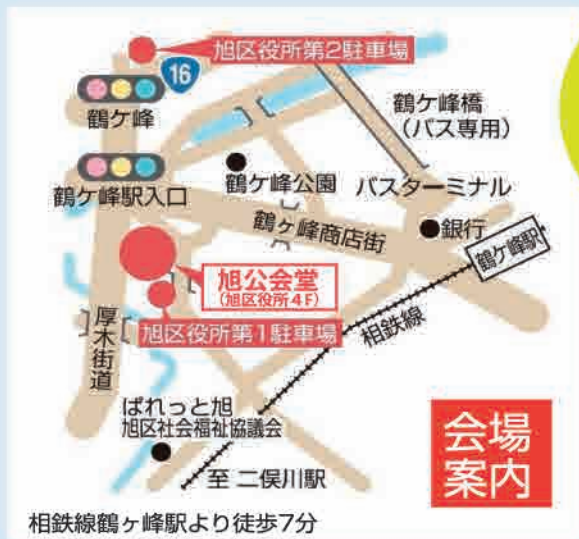 旭区役所第2駐車場
16
鶴ケ峰
鶴ケ峰橋
（バス専用）
鶴ケ峰駅入口
鶴ケ峰公園
バスターミナル
鶴ヶ峰商店街
銀行
鶴ケ峰駅
旭公会堂
（旭区役所4F）
旭区役所第1駐車場
相鉄線
厚木街道
ぱれっと旭
旭区社会福祉協議会
至 二俣川駅
会場
案内
相鉄線鶴ヶ峰駅より徒歩7分